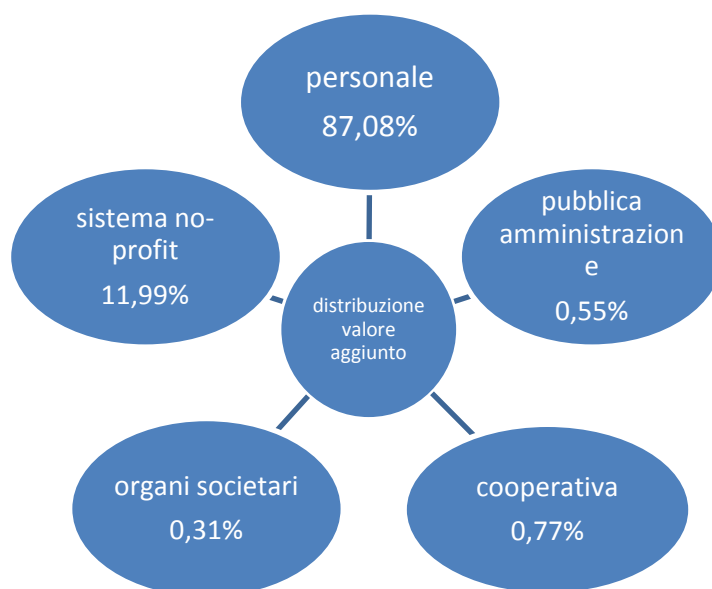 personale
87,08%
pubblica
amministrazion
e
0,55%
cooperativa
0,77%
organi societari
0,31%
sistema no-
profit
11,99%
distribuzione
valore
aggiunto